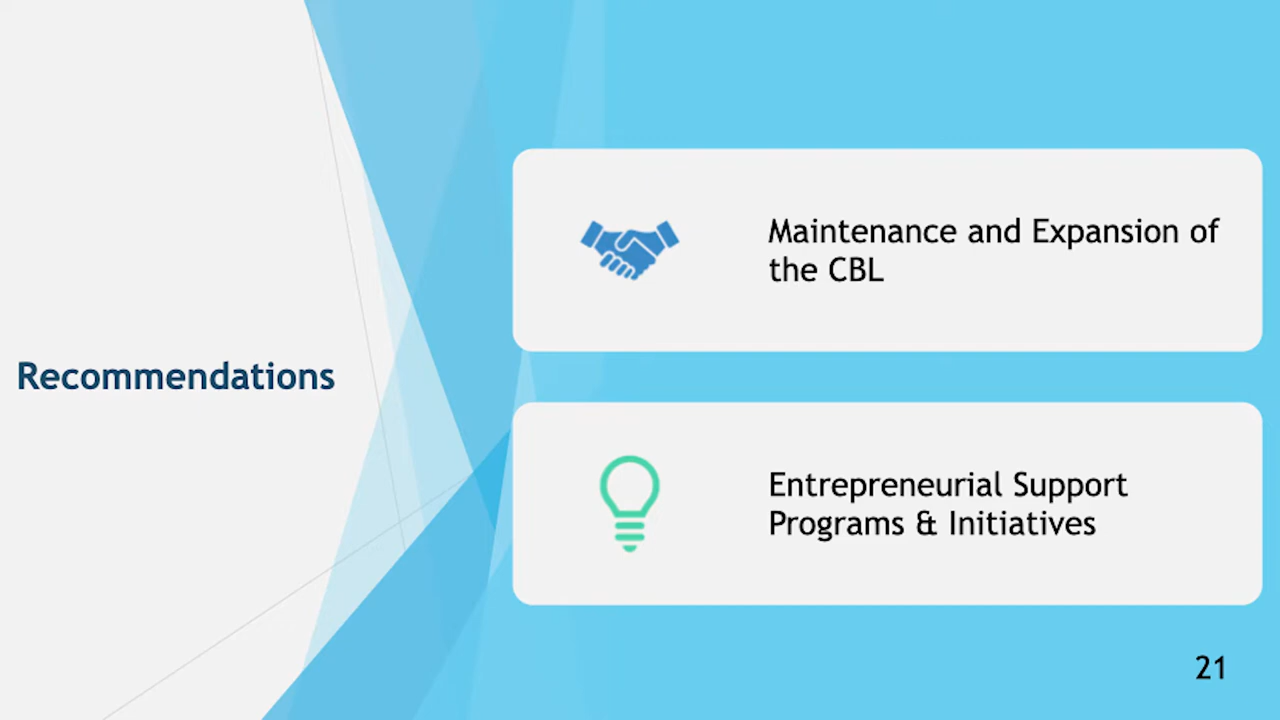 Recommendations
Maintenance and Expansion of
the CBL
Entrepreneurial Support
Programs & Initiatives
21